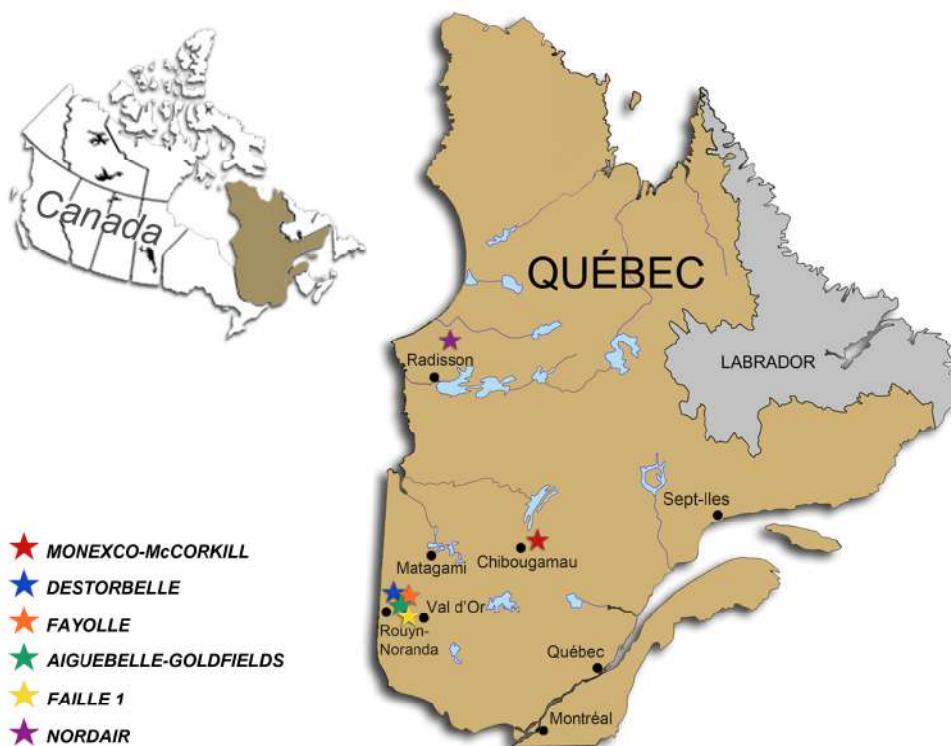 Canada
QUÉBEC
LABRADOR
Radisson
Sept-Iles
Chibougamau
Matagami
Val d'Or
Rouyn-
Noranda
Québec
Montréal
MONEXCO-McCORKILL
DESTORBELLE
FAYOLLE
AIGUEBELLE-GOLDFIELDS
FAILLE 1
NORDAIR